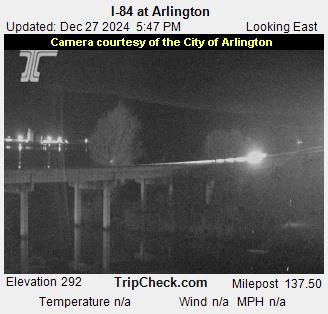 I-84 at Arlington
Updated: Dec 27 2024 5:47 PM Looking East
Camera courtesy of the City of Arlington
Elevation 292 TripCheck.com Milepost 137.50
Temperature n/a Wind n/a MPH n/a